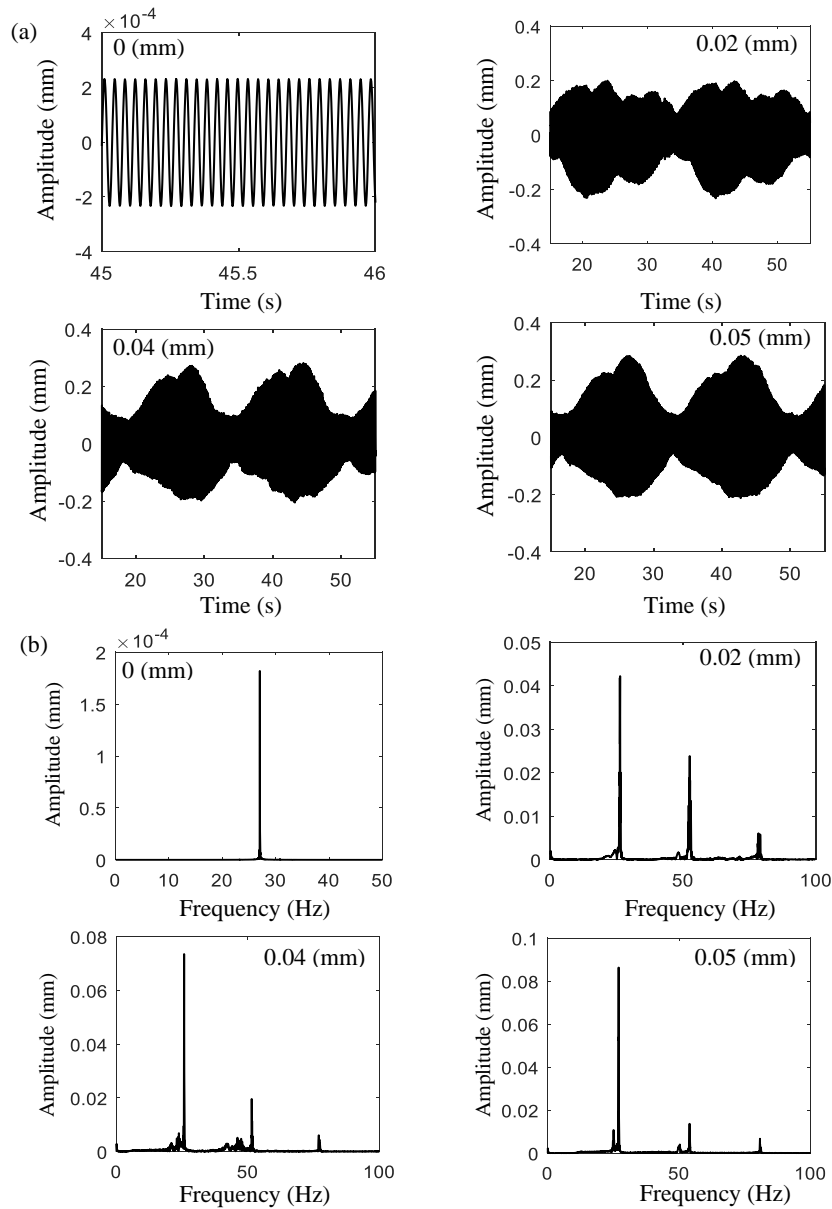 (a)
×10⁻⁴
0 (mm)
4
2
0
-2
-4
Amplitude (mm)
45
45.5
46
Time (s)
0.02 (mm)
0.4
0.2
0
-0.2
-0.4
Amplitude (mm)
20
30
40
50
Time (s)
0.04 (mm)
0.4
0.2
0
-0.2
-0.4
Amplitude (mm)
20
30
40
50
Time (s)
0.05 (mm)
0.4
0.2
0
-0.2
-0.4
Amplitude (mm)
20
30
40
50
Time (s)
(b)
×10⁻⁴
0 (mm)
2
1.5
1
0.5
0
Amplitude (mm)
0
10
20
30
40
50
Frequency (Hz)
0.02 (mm)
0.05
0.04
0.03
0.02
0.01
0
Amplitude (mm)
0
50
100
Frequency (Hz)
0.04 (mm)
0.08
0.06
0.04
0.02
0
Amplitude (mm)
0
50
100
Frequency (Hz)
0.05 (mm)
0.1
0.08
0.06
0.04
0.02
0
Amplitude (mm)
0
50
100
Frequency (Hz)